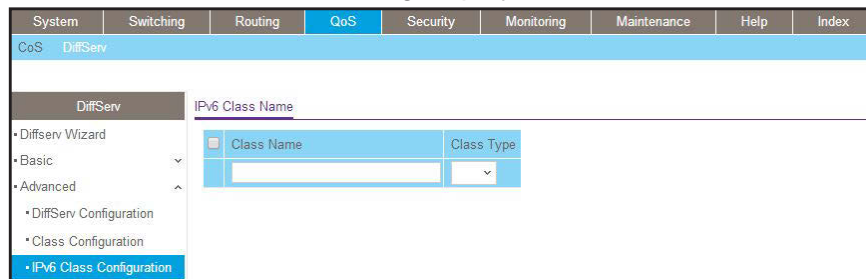 System Switching Routing QoS Security Monitoring Maintenance Help Index
CoS DiffServ
DiffServ
IPv6 Class Name
Diffserv Wizard
Class Name Class Type
Basic
Advanced
DiffServ Configuration
Class Configuration
IPv6 Class Configuration